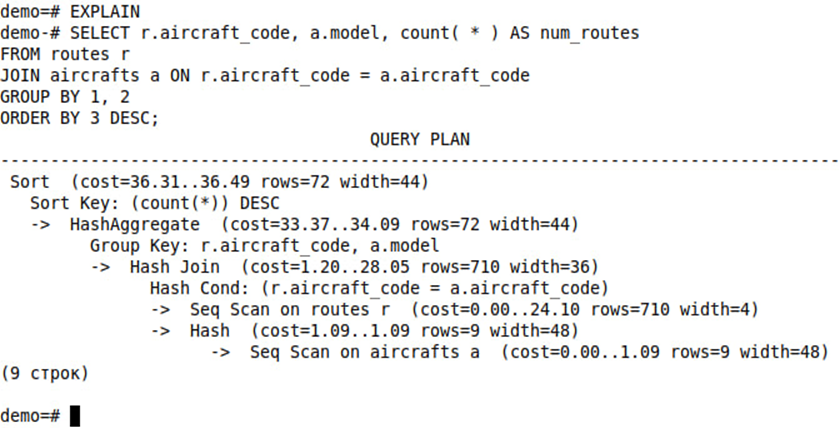 demo=# EXPLAIN
demo-# SELECT r.aircraft_code, a.model, count( * ) AS num_routes
FROM routes r
JOIN aircrafts a ON r.aircraft_code = a.aircraft_code
GROUP BY 1, 2
ORDER BY 3 DESC;
                                     QUERY PLAN
------------------------------------------------------------------------------------
 Sort  (cost=36.31..36.49 rows=72 width=44)
   Sort Key: (count(*)) DESC
   ->  HashAggregate  (cost=33.37..34.09 rows=72 width=44)
         Group Key: r.aircraft_code, a.model
         ->  Hash Join  (cost=1.20..28.05 rows=710 width=36)
               Hash Cond: (r.aircraft_code = a.aircraft_code)
               ->  Seq Scan on routes r  (cost=0.00..24.10 rows=710 width=4)
               ->  Hash  (cost=1.09..1.09 rows=9 width=48)
                     ->  Seq Scan on aircrafts a  (cost=0.00..1.09 rows=9 width=48)
(9 строк)
demo=#